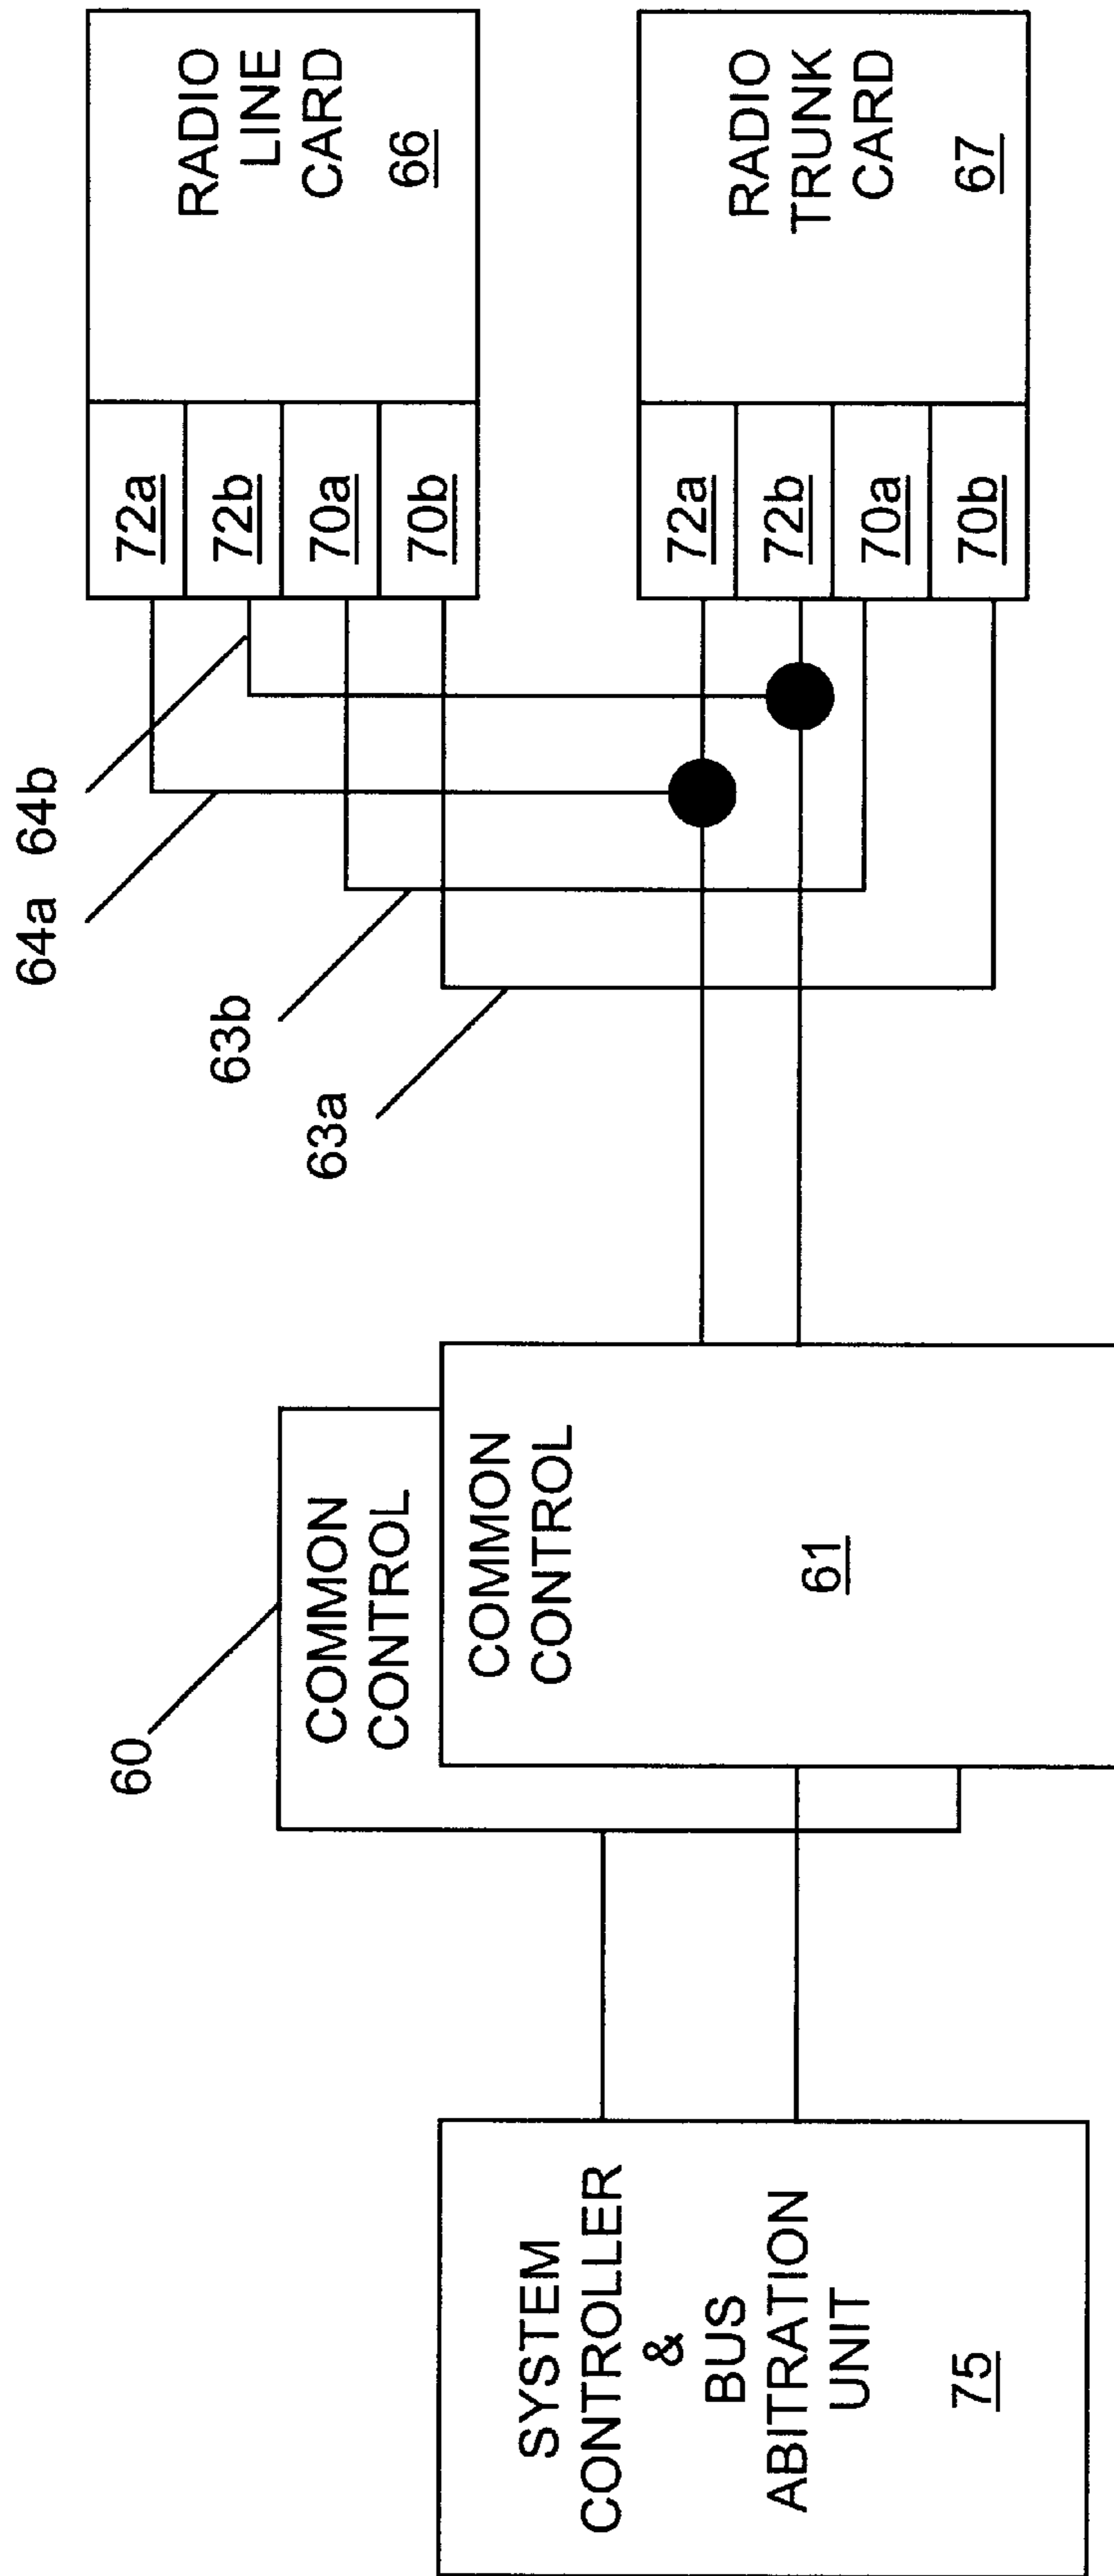 SYSTEM
CONTROLLER
&
BUS
ABITRATION
UNIT
75
60
COMMON
CONTROL
COMMON
CONTROL
61
63a
63b
64a
64b
72a
72b
70a
70b
RADIO
LINE
CARD
66
72a
72b
70a
70b
RADIO
TRUNK
CARD
67